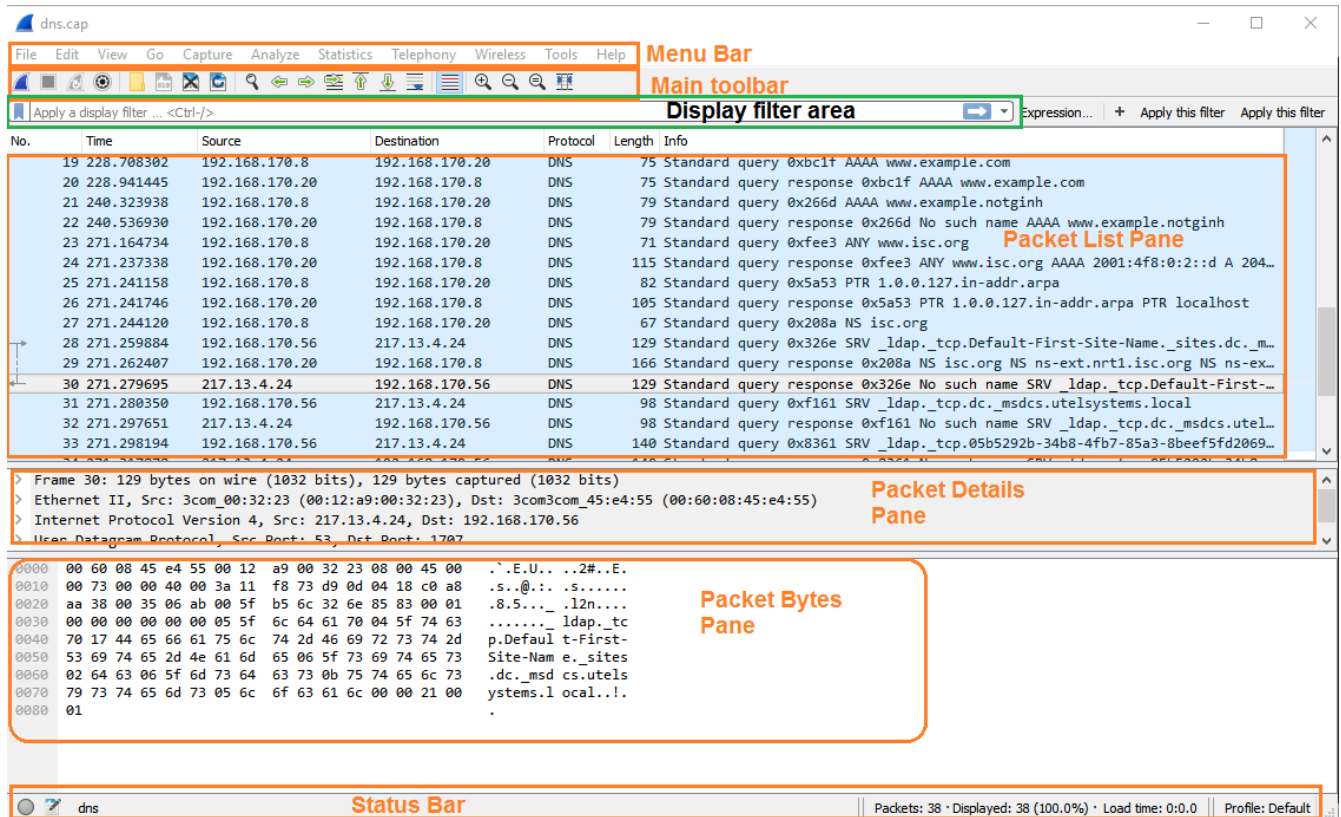 dns.cap
File Edit View Go Capture Analyze Statistics Telephony Wireless Tools Help Menu Bar
Main toolbar
Apply a display filter ... <Ctrl-/> Display filter area Expression... + Apply this filter Apply this filter
No. Time Source Destination Protocol Length Info
19 228.708302 192.168.170.8 192.168.170.20 DNS 75 Standard query 0xbc1f AAAA www.example.com
20 228.941445 192.168.170.20 192.168.170.8 DNS 75 Standard query response 0xbc1f AAAA www.example.com
21 240.323938 192.168.170.8 192.168.170.20 DNS 79 Standard query 0x266d AAAA www.example.notginh
22 240.536930 192.168.170.20 192.168.170.8 DNS 79 Standard query response 0x266d No such name AAAA www.example.notginh
23 271.164734 192.168.170.8 192.168.170.20 DNS 71 Standard query 0xfee3 ANY www.isc.org Packet List Pane
24 271.237338 192.168.170.20 192.168.170.8 DNS 115 Standard query response 0xfee3 ANY www.isc.org AAAA 2001:4f8:0:2::d A 204…
25 271.241158 192.168.170.8 192.168.170.20 DNS 82 Standard query 0x5a53 PTR 1.0.0.127.in-addr.arpa
26 271.241746 192.168.170.20 192.168.170.8 DNS 105 Standard query response 0x5a53 PTR 1.0.0.127.in-addr.arpa PTR localhost
27 271.244120 192.168.170.8 192.168.170.20 DNS 67 Standard query 0x208a NS isc.org
28 271.259884 192.168.170.56 217.13.4.24 DNS 129 Standard query 0x326e SRV _ldap._tcp.Default-First-Site-Name._sites.dc._m…
29 271.262407 192.168.170.20 192.168.170.8 DNS 166 Standard query response 0x208a NS isc.org NS ns-ext.nrt1.isc.org NS ns-ex…
30 271.279695 217.13.4.24 192.168.170.56 DNS 129 Standard query response 0x326e No such name SRV _ldap._tcp.Default-First-…
31 271.280350 192.168.170.56 217.13.4.24 DNS 98 Standard query 0xf161 SRV _ldap._tcp.dc._msdcs.utelsystems.local
32 271.297651 217.13.4.24 192.168.170.56 DNS 98 Standard query response 0xf161 No such name SRV _ldap._tcp.dc._msdcs.utel…
33 271.298194 192.168.170.56 217.13.4.24 DNS 140 Standard query 0x8361 SRV _ldap._tcp.05b5292b-34b8-4fb7-85a3-8beef5fd2069…
Frame 30: 129 bytes on wire (1032 bits), 129 bytes captured (1032 bits) Packet Details
Ethernet II, Src: 3com_00:32:23 (00:12:a9:00:32:23), Dst: 3com3com_45:e4:55 (00:60:08:45:e4:55)
Internet Protocol Version 4, Src: 217.13.4.24, Dst: 192.168.170.56 Pane
User Datagram Protocol, Src Port: 53, Dst Port: 1707
0000 00 60 08 45 e4 55 00 12 a9 00 32 23 08 00 45 00 .`.E.U.. ..2#..E.
0010 00 73 00 00 40 00 3a 11 f8 73 d9 0d 04 18 c0 a8 .s..@.:. .s......
0020 aa 38 00 35 06 ab 00 5f b5 6c 32 6e 85 83 00 01 .8.5..._ .l2n.... Packet Bytes
0030 00 00 00 00 00 00 05 5f 6c 64 61 70 04 5f 74 63 ......._ ldap._tc Pane
0040 70 17 44 65 66 61 75 6c 74 2d 46 69 72 73 74 2d p.Defaul t-First-
0050 53 69 74 65 2d 4e 61 6d 65 06 5f 73 69 74 65 73 Site-Nam e._sites
0060 02 64 63 06 5f 6d 73 64 63 73 0b 75 74 65 6c 73 .dc._msd cs.utels
0070 79 73 74 65 6d 73 05 6c 6f 63 61 6c 00 00 21 00 ystems.l ocal..!.
0080 01 .
dns Status Bar Packets: 38 · Displayed: 38 (100.0%) · Load time: 0:0.0 Profile: Default